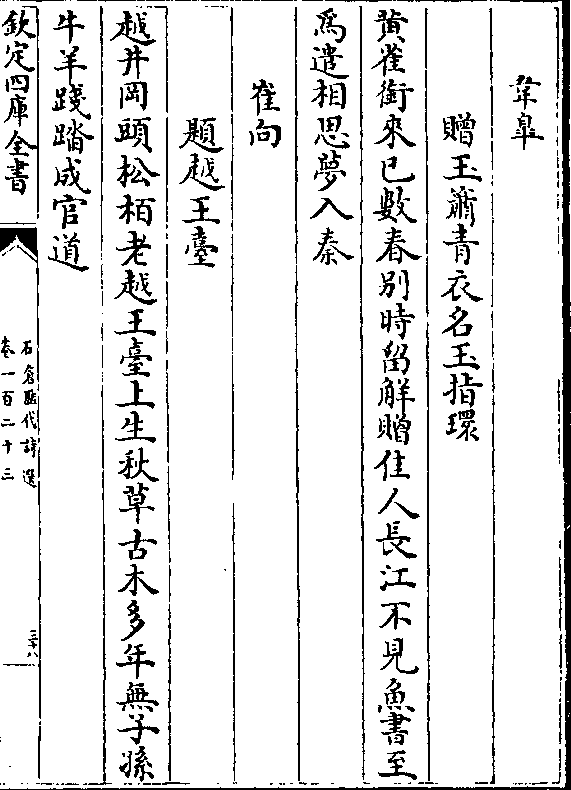 韋臯
贈王簫青衣名玉指環
黄雀銜來已數春别時留解贈佳人長江不見魚書至
為遣相思夢入秦
崔向
題越王臺
越井岡頭松栢老越王臺上生秋草古木多年無子孫
牛羊踐踏成官道
欽定四庫全書
石倉歴代詩選
卷一百二十三
三十八